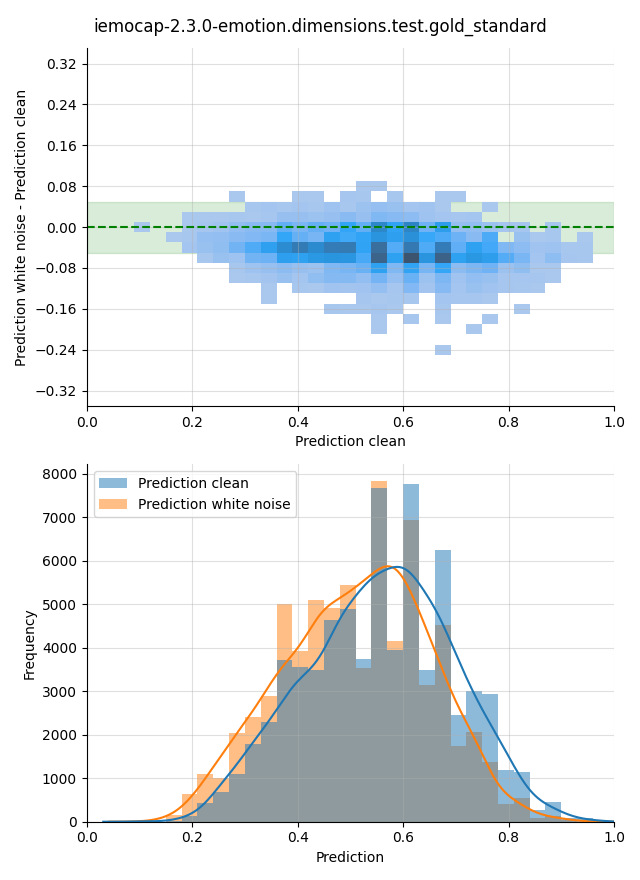 iemocap-2.3.0-emotion.dimensions.test.gold_standard
Prediction white noise - Prediction clean
0.32
0.24
0.16
0.08
0.00
−0.08
−0.16
−0.24
−0.32
0.0 0.2 0.4 0.6 0.8 1.0
Prediction clean
Prediction clean
Prediction white noise
Frequency
8000
7000
6000
5000
4000
3000
2000
1000
0
0.0 0.2 0.4 0.6 0.8 1.0
Prediction